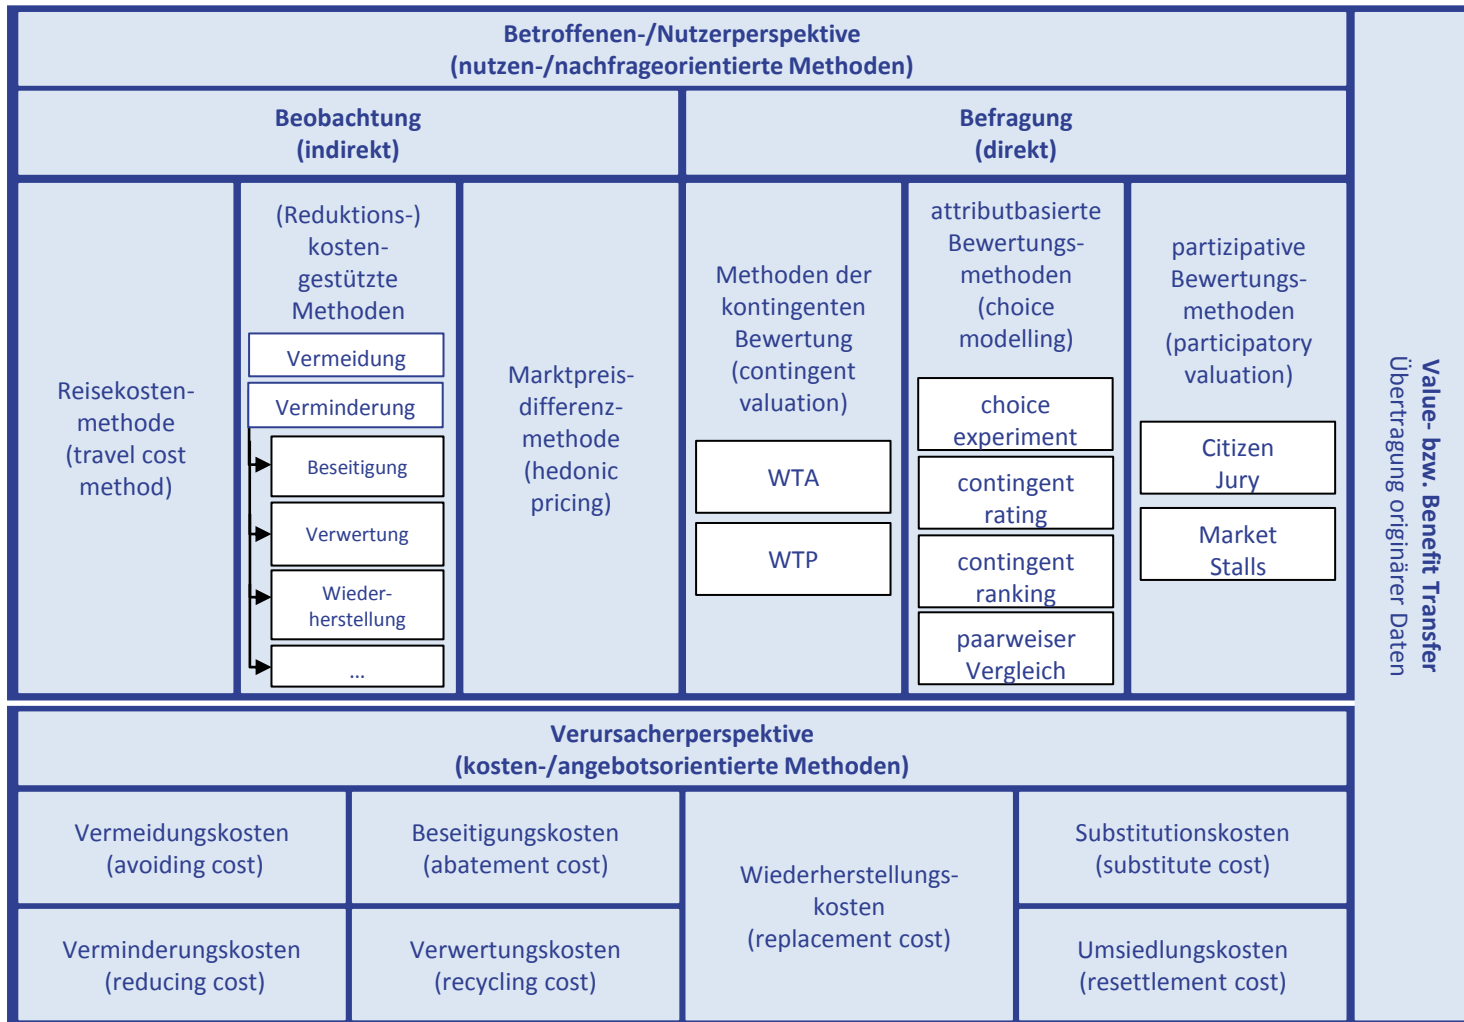 Betroffenen-/Nutzerperspektive
(nutzen-/nachfrageorientierte Methoden)
Beobachtung
(indirekt)
Befragung
(direkt)
Reisekosten-
methode
(travel cost
method)
(Reduktions-)
kosten-
gestützte
Methoden
Vermeidung
Verminderung
Beseitigung
Verwertung
Wieder-
herstellung
...
Marktpreis-
differenz-
methode
(hedonic
pricing)
Methoden der
kontingenten
Bewertung
(contingent
valuation)
WTA
WTP
attributbasierte
Bewertungs-
methoden
(choice
modelling)
choice
experiment
contingent
rating
contingent
ranking
paarweiser
Vergleich
partizipative
Bewertungs-
methoden
(participatory
valuation)
Citizen
Jury
Market
Stalls
Verursacherperspektive
(kosten-/angebotsorientierte Methoden)
Vermeidungskosten
(avoiding cost)
Beseitigungskosten
(abatement cost)
Wiederherstellungs-
kosten
(replacement cost)
Substitutionskosten
(substitute cost)
Verminderungskosten
(reducing cost)
Verwertungskosten
(recycling cost)
Umsiedlungskosten
(resettlement cost)
Value- bzw. Benefit Transfer
Übertragung originärer Daten